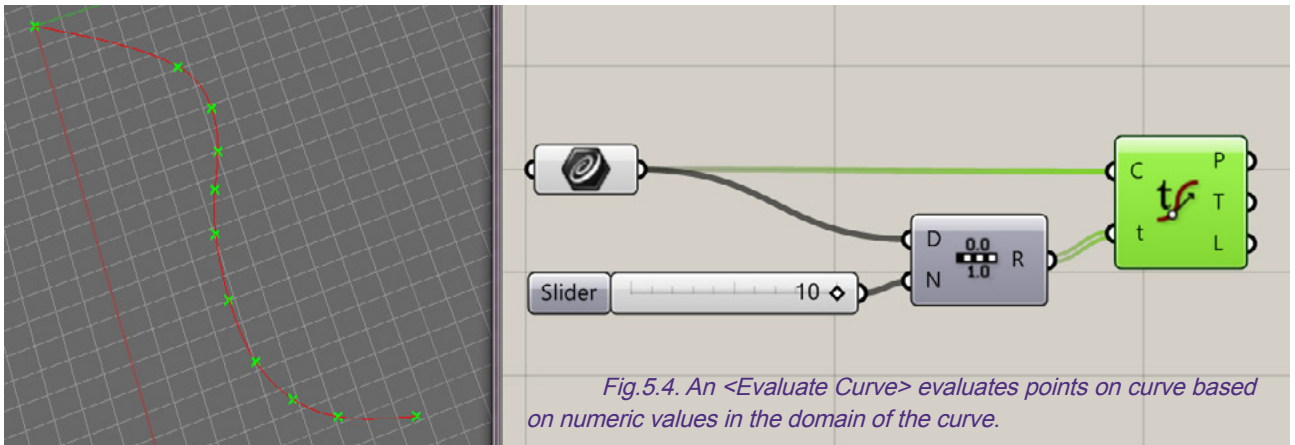 C
P
T
L
t
t
D
N
0.0
1.0
R
Slider
10
Fig.5.4. An <Evaluate Curve> evaluates points on curve based
on numeric values in the domain of the curve.